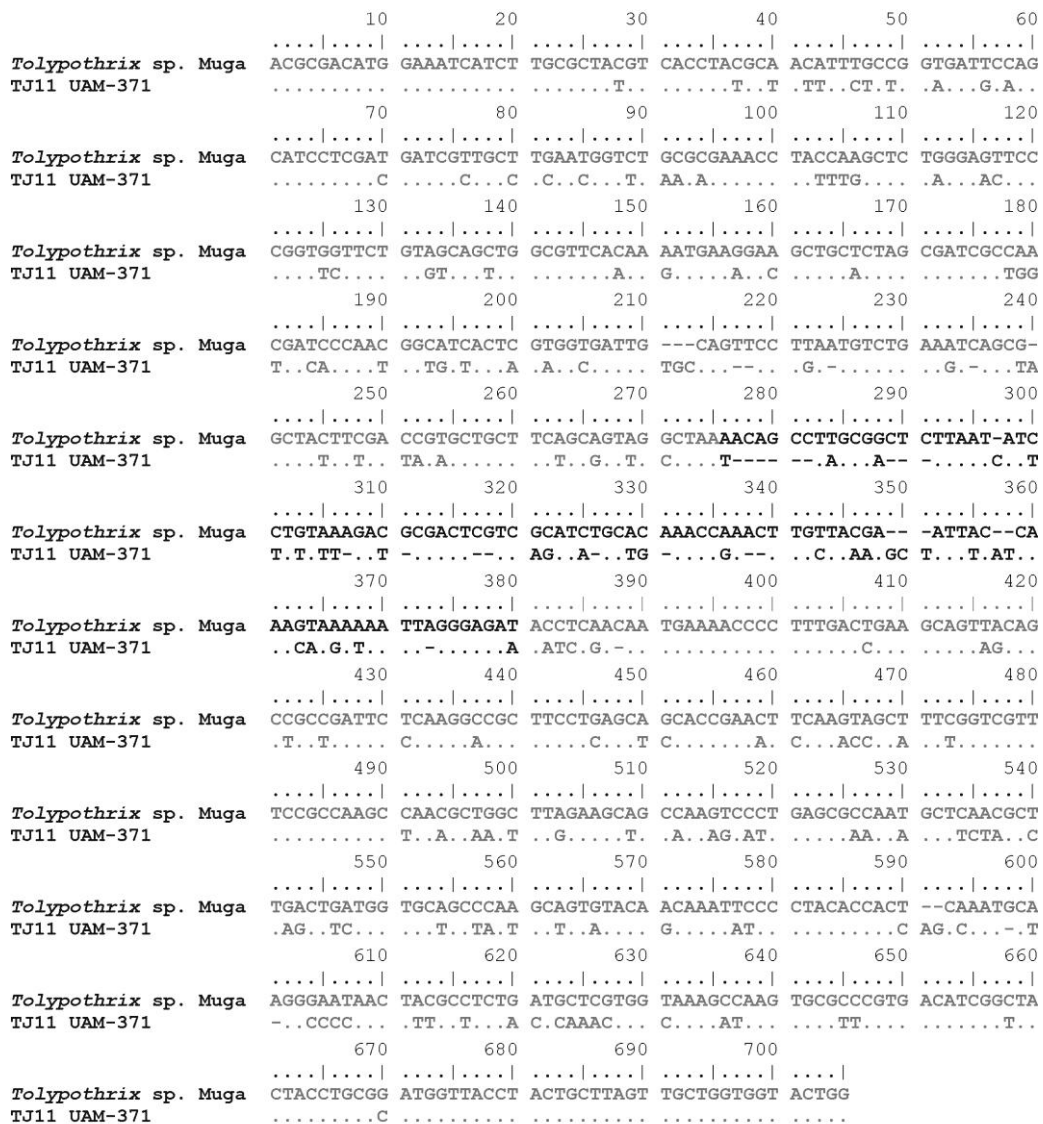 10 20 30 40 50 60
....|....| ....|....| ....|....| ....|....| ....|....| ....|....|
Tolypothrix sp. Muga ACGCGACATG GAAATCATCT TGCGCTACGT CACCTACGCA ACATTTGCCG GTGATTCCAG
TJ11 UAM-371 .......... .......... .......T.. .......T..T .TT..CT.T. .A...G.A..
70 80 90 100 110 120
....|....| ....|....| ....|....| ....|....| ....|....| ....|....|
Tolypothrix sp. Muga CATCCTCGAT GATCGTTGCT TGAATGGTCT GCGCGAAACC TACCAAGCTC TGGGAGTTCC
TJ11 UAM-371 .........C .....C...C .C..C...T. AA.A...... ...TTTG... ..A...AC...
130 140 150 160 170 180
....|....| ....|....| ....|....| ....|....| ....|....| ....|....|
Tolypothrix sp. Muga CGGTGGTTCT GTAGCAGCTG GCGTTCACAA AATGAAGGAA GCTGCTCTAG CGATCGCCAA
TJ11 UAM-371 ....TC.... ..GT...T.. .......A.. G....A..C. .....A.... .......TGG
190 200 210 220 230 240
....|....| ....|....| ....|....| ....|....| ....|....| ....|....|
Tolypothrix sp. Muga CGATCCCAAC GGCATCACTC GTGGTGATTG ---CAGTTCC TTAATGTCTG AAATCAGCG-
TJ11 UAM-371 T..CA....T .TG.T...A .A..C..... TGC...--.. .G.-...... ...G.-...TA
250 260 270 280 290 300
....|....| ....|....| ....|....| ....|....| ....|....| ....|....|
Tolypothrix sp. Muga GCTACTTCGA CCGTGCTGCT TCAGCAGTAG GCTAAAACAG CCTTGCGGCT CTTAAT-ATC
TJ11 UAM-371 ....T..T.. TA.A...... ..T..G..T. C....T---- --.A...A-- -.....C..T
310 320 330 340 350 360
....|....| ....|....| ....|....| ....|....| ....|....| ....|....|
Tolypothrix sp. Muga CTGTAAAGAC GCGACTCGTC GCATCTGCAC AAACCAAACT TGTTACGA-- -ATTAC--CA
TJ11 UAM-371 T.T.TT-..T -.....--.. AG..A-..TG -....G.--. ..C..AA.GC T...T.AT..
370 380 390 400 410 420
....|....| ....|....| ....|....| ....|....| ....|....| ....|....|
Tolypothrix sp. Muga AAGTAAAAAA TTAGGGAGAT ACCTCAACAA TGAAAACCCC TTTGACTGAA GCAGTTACAG
TJ11 UAM-371 ..CA.G.T.. ..-......A .ATC.G.-.. .......... .......C.. .....AG...
430 440 450 460 470 480
....|....| ....|....| ....|....| ....|....| ....|....| ....|....|
Tolypothrix sp. Muga CCGCCGATTC TCAAGGCCGC TTCCTGAGCA GCACCGAACT TCAAGTAGCT TTCGGTCGTT
TJ11 UAM-371 .T..T..... C.....A... .....C...T C.......A. C...ACC..A ..T.......
490 500 510 520 530 540
....|....| ....|....| ....|....| ....|....| ....|....| ....|....|
Tolypothrix sp. Muga TCCGCCAAGC CAACGCTGGC TTAGAAGCAG CCAAGTCCCT GAGCGCCAAT GCTCAACGCT
TJ11 UAM-371 .......... T..A..AA.T ..G.....T. .A..AG.AT. .....AA..A ...TCTA..C
550 560 570 580 590 600
....|....| ....|....| ....|....| ....|....| ....|....| ....|....|
Tolypothrix sp. Muga TGACTGATGG TGCAGCCCAA GCAGTGTACA ACAAATTCCC CTACACCACT --CAAATGCA
TJ11 UAM-371 .AG..TC... ...T..TA.T ..T..A.... G.....AT.. .........C AG.C...-.T
610 620 630 640 650 660
....|....| ....|....| ....|....| ....|....| ....|....| ....|....|
Tolypothrix sp. Muga AGGGAATAAC TACGCCTCTG ATGCTCGTGG TAAAGCCAAG TGCGCCCGTG ACATCGGCTA
TJ11 UAM-371 -..CCCC... .TT..T...A C.CAAAC... C....AT... .....TT... ........T..
670 680 690 700
....|....| ....|....| ....|....| ....|....| ....|
Tolypothrix sp. Muga CTACCTGCGG ATGGTTACCT ACTGCTTAGT TGCTGGTGGT ACTGG
TJ11 UAM-371 .........C .......... .......... .......... .....